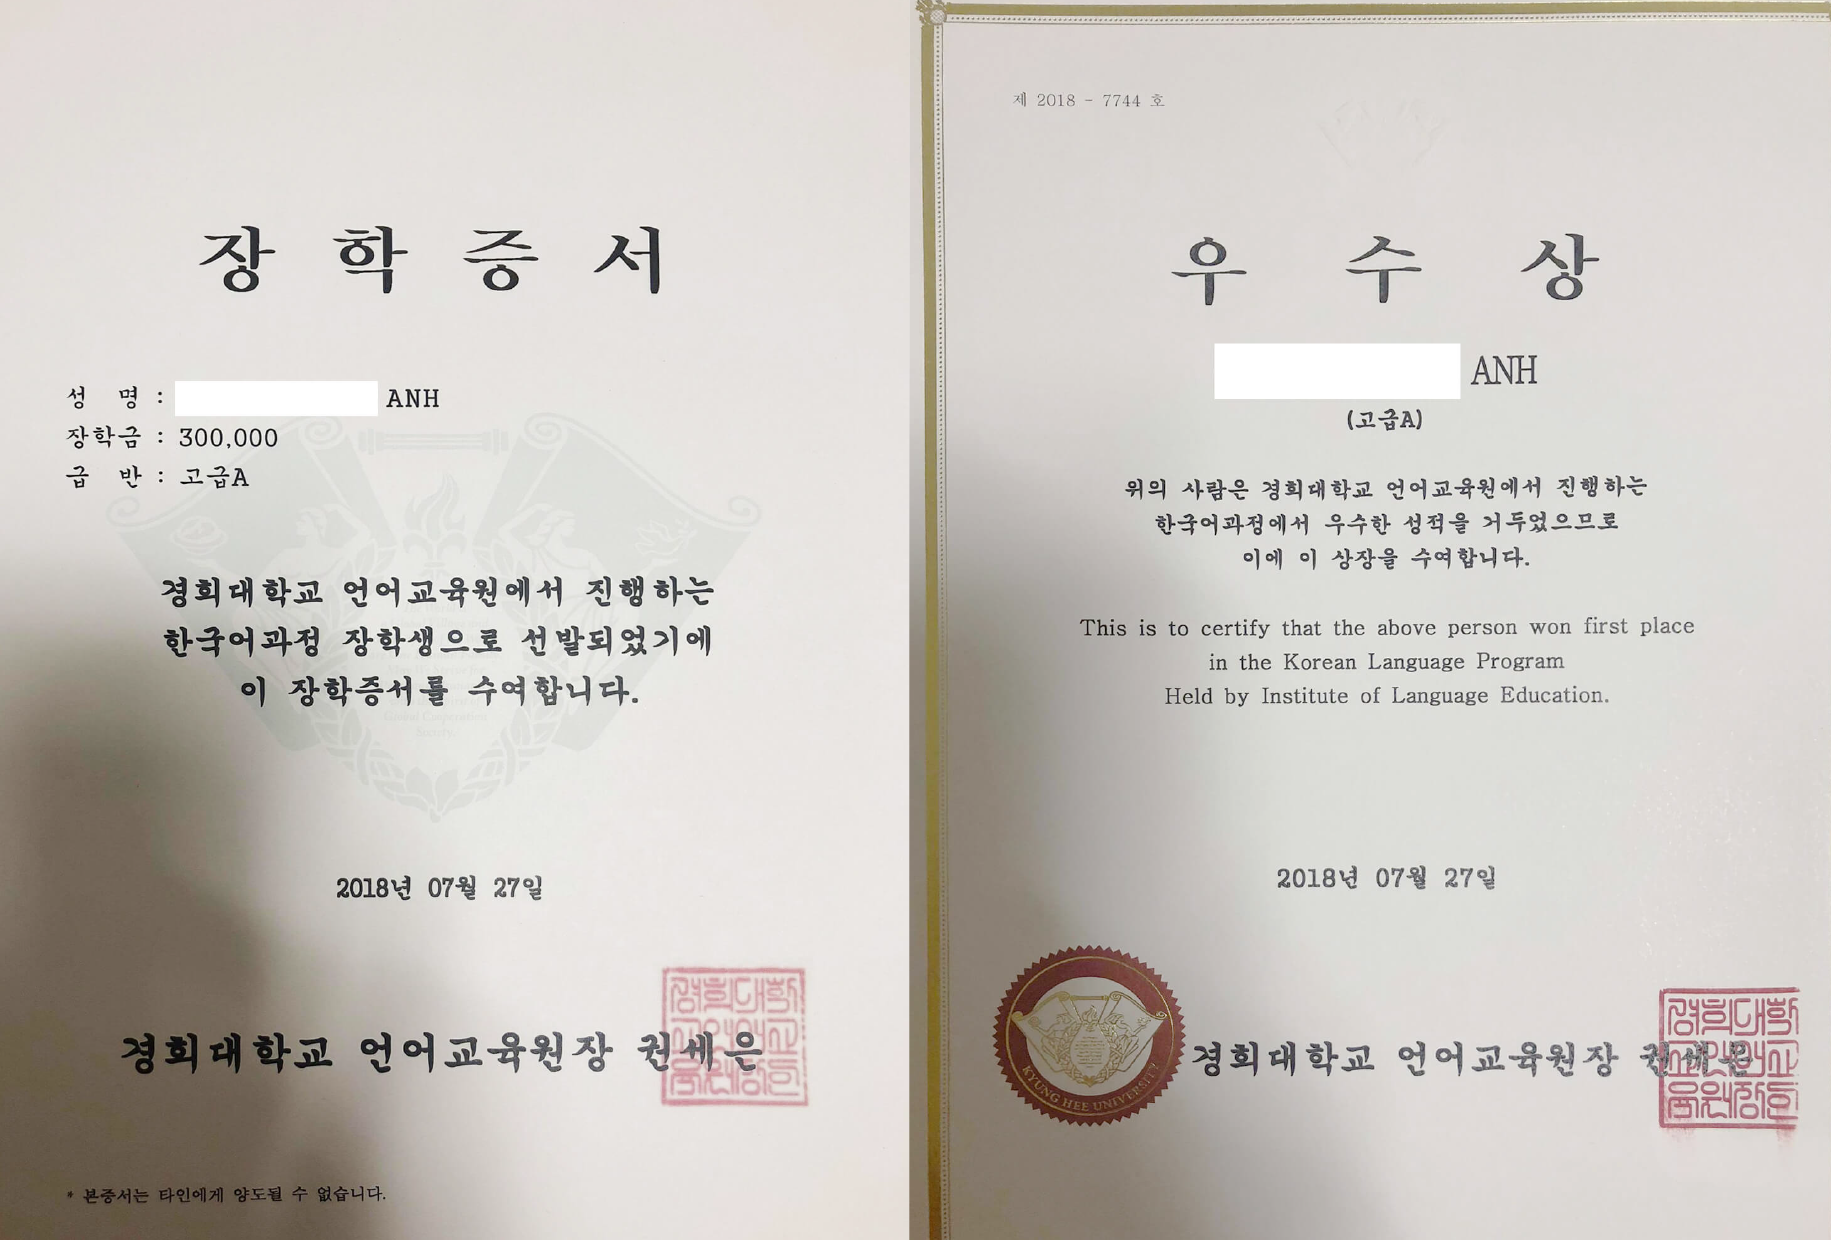 장 학 증 서
성 명 : ANH
장학금 : 300,000
급 반 : 고급A
경희대학교 언어교육원에서 진행하는
한국어과정 장학생으로 선발되었기에
이 장학증서를 수여합니다.
2018년 07월 27일
경희대학교 언어교육원장 권세은
* 본증서는 타인에게 양도될 수 없습니다.
제 2018 - 7744 호
우 수 상
ANH
(고급A)
위의 사람은 경희대학교 언어교육원에서 진행하는
한국어과정에서 우수한 성적을 거두었으므로
이에 이 상장을 수여합니다.
This is to certify that the above person won first place
in the Korean Language Program
Held by Institute of Language Education.
2018년 07월 27일
KYUNG HEE UNIVERSITY
경희대학교 언어교육원장 권세은